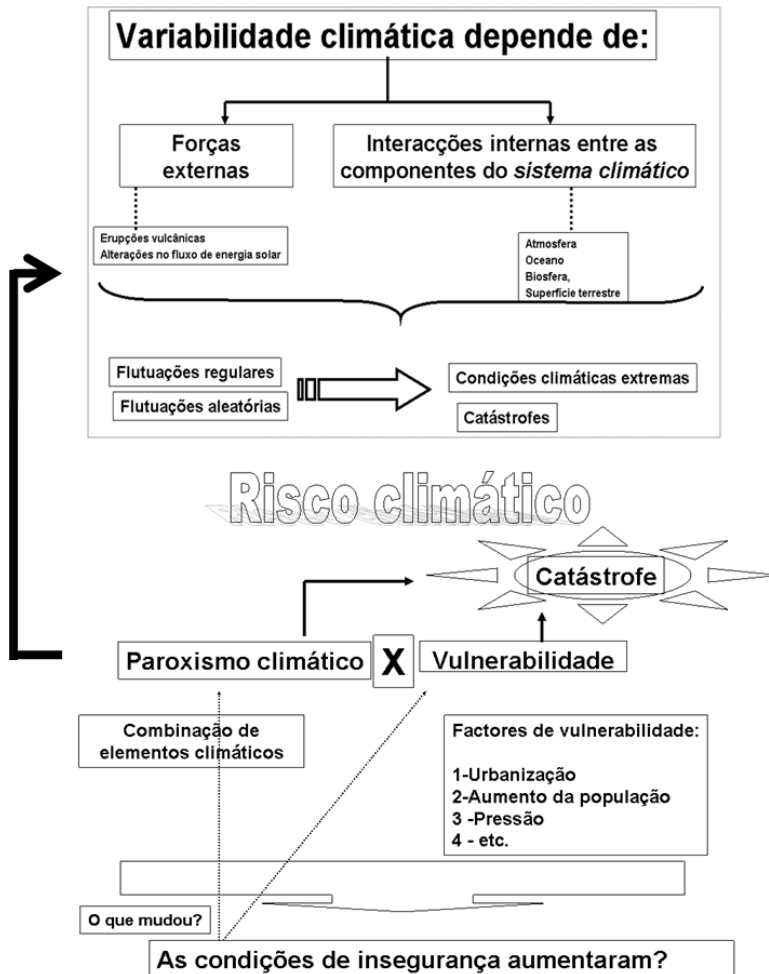 Variabilidade climática depende de:
Forças
externas
Interacções internas entre as
componentes do sistema climático
Erupções vulcânicas
Alterações no fluxo de energia solar
Atmosfera
Oceano
Biosfera,
Superfície terrestre
Flutuações regulares
Flutuações aleatórias
Condições climáticas extremas
Catástrofes
Risco climático
Catástrofe
Paroxismo climático
X
Vulnerabilidade
Combinação de
elementos climáticos
Factores de vulnerabilidade:
1-Urbanização
2-Aumento da população
3 -Pressão
4 - etc.
O que mudou?
As condições de insegurança aumentaram?